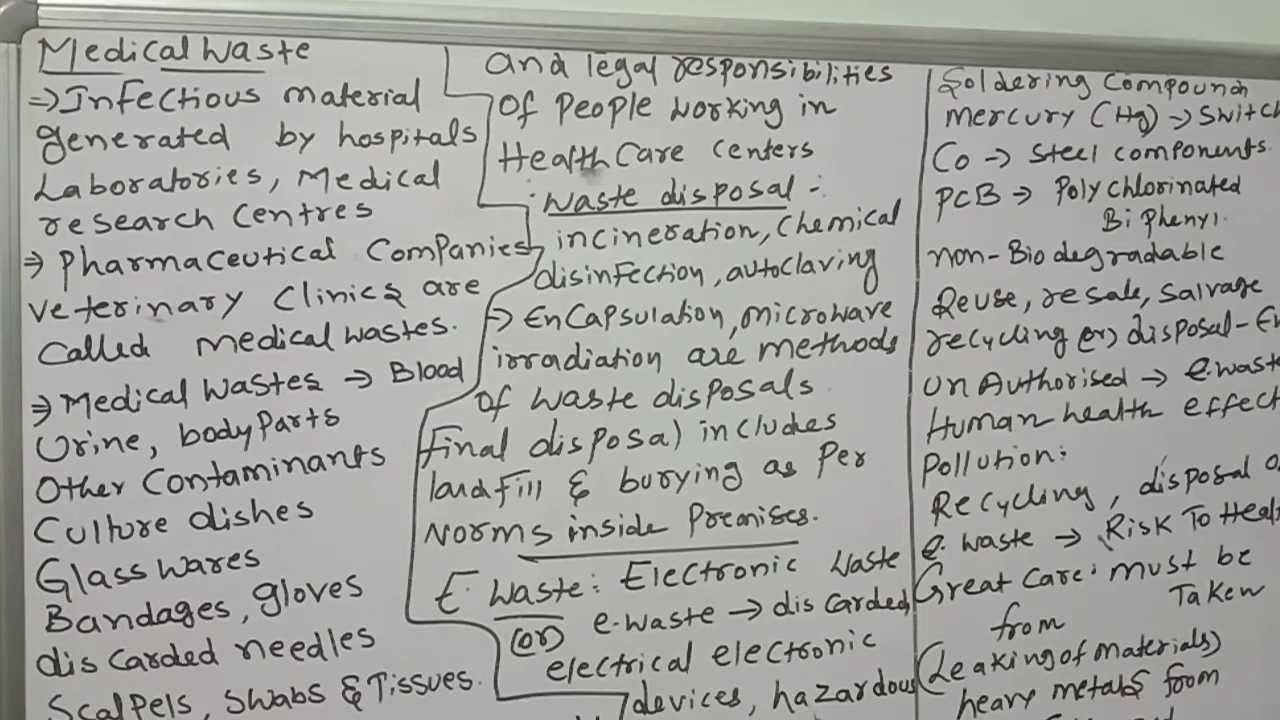 Medical Waste
⇒ Infectious material
generated by hospitals
Laboratories, Medical
research Centres
⇒ Pharmaceutical Companies
veterinary Clinics are
Called medical wastes.
⇒ Medical Wastes → Blood
Urine, body Parts
Other Contaminants
Culture dishes
Glass wares
Bandages, gloves
discarded needles
Scalpels, swabs & Tissues.
and legal responsibilities
of People working in
Health Care Centers
Waste disposal :-
incineration, Chemical
disinfection, autoclaving
→ Encapsulation, microwave
irradiation are methods
of waste disposals
Final disposal includes
landfill & burying as Per
Norms inside Premises.
E. Waste: Electronic Waste
(or) e-waste → discarded
electrical electronic
devices, hazardous
Soldering Compound
mercury (Hg) → Switch
Co → Steel components.
PCB → Polychlorinated
Bi Phenyl.
non-Biodegradable
Reuse, resale, Salvage
recycling (or) disposal - E
Un Authorised → e.waste
Human health effect
Pollution:
Recycling, disposal o
e. waste → Risk To Heal
Great Care: must be
Taken
from
(Leaking of materials)
heavy metals from